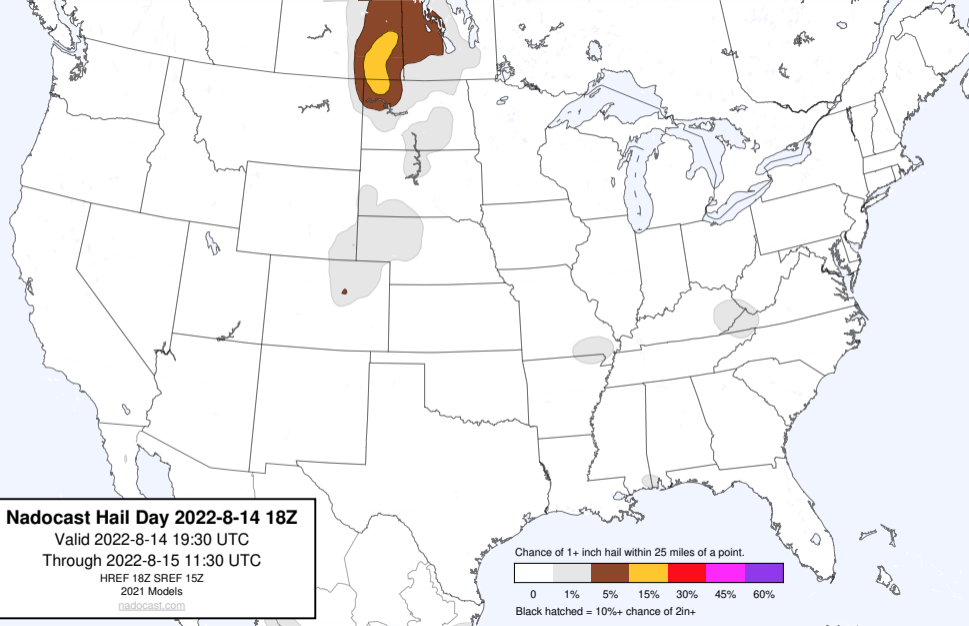 Nadocast Hail Day 2022-8-14 18Z
Valid 2022-8-14 19:30 UTC
Through 2022-8-15 11:30 UTC
HREF 18Z SREF 15Z
2021 Models
nadocast.com
Chance of 1+ inch hail within 25 miles of a point.
0 1% 5% 15% 30% 45% 60%
Black hatched = 10%+ chance of 2in+